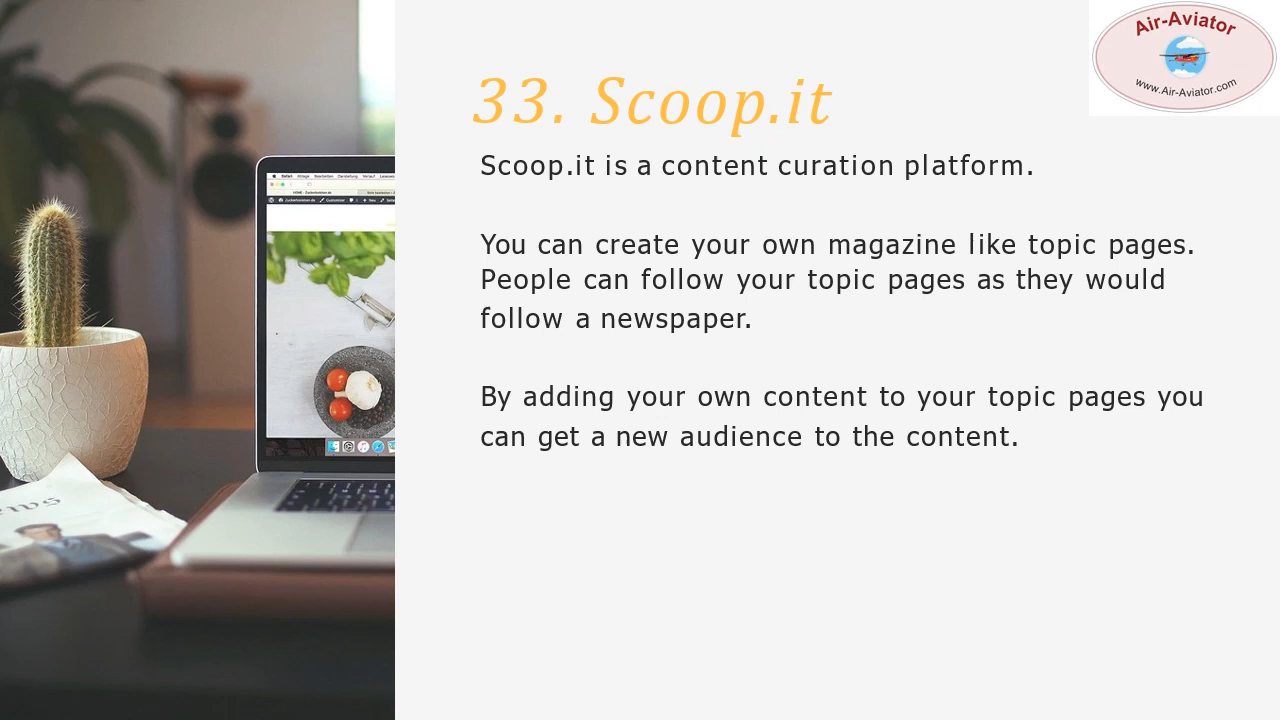 Air-Aviator
www.Air-Aviator.com
33. Scoop.it
Scoop.it is a content curation platform.
You can create your own magazine like topic pages.
People can follow your topic pages as they would
follow a newspaper.
By adding your own content to your topic pages you
can get a new audience to the content.